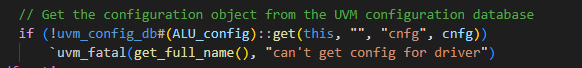 // Get the configuration object from the UVM configuration database
if (!uvm_config_db#(ALU_config)::get(this, "", "cnfg", cnfg))
`uvm_fatal(get_full_name(), "can't get config for driver")